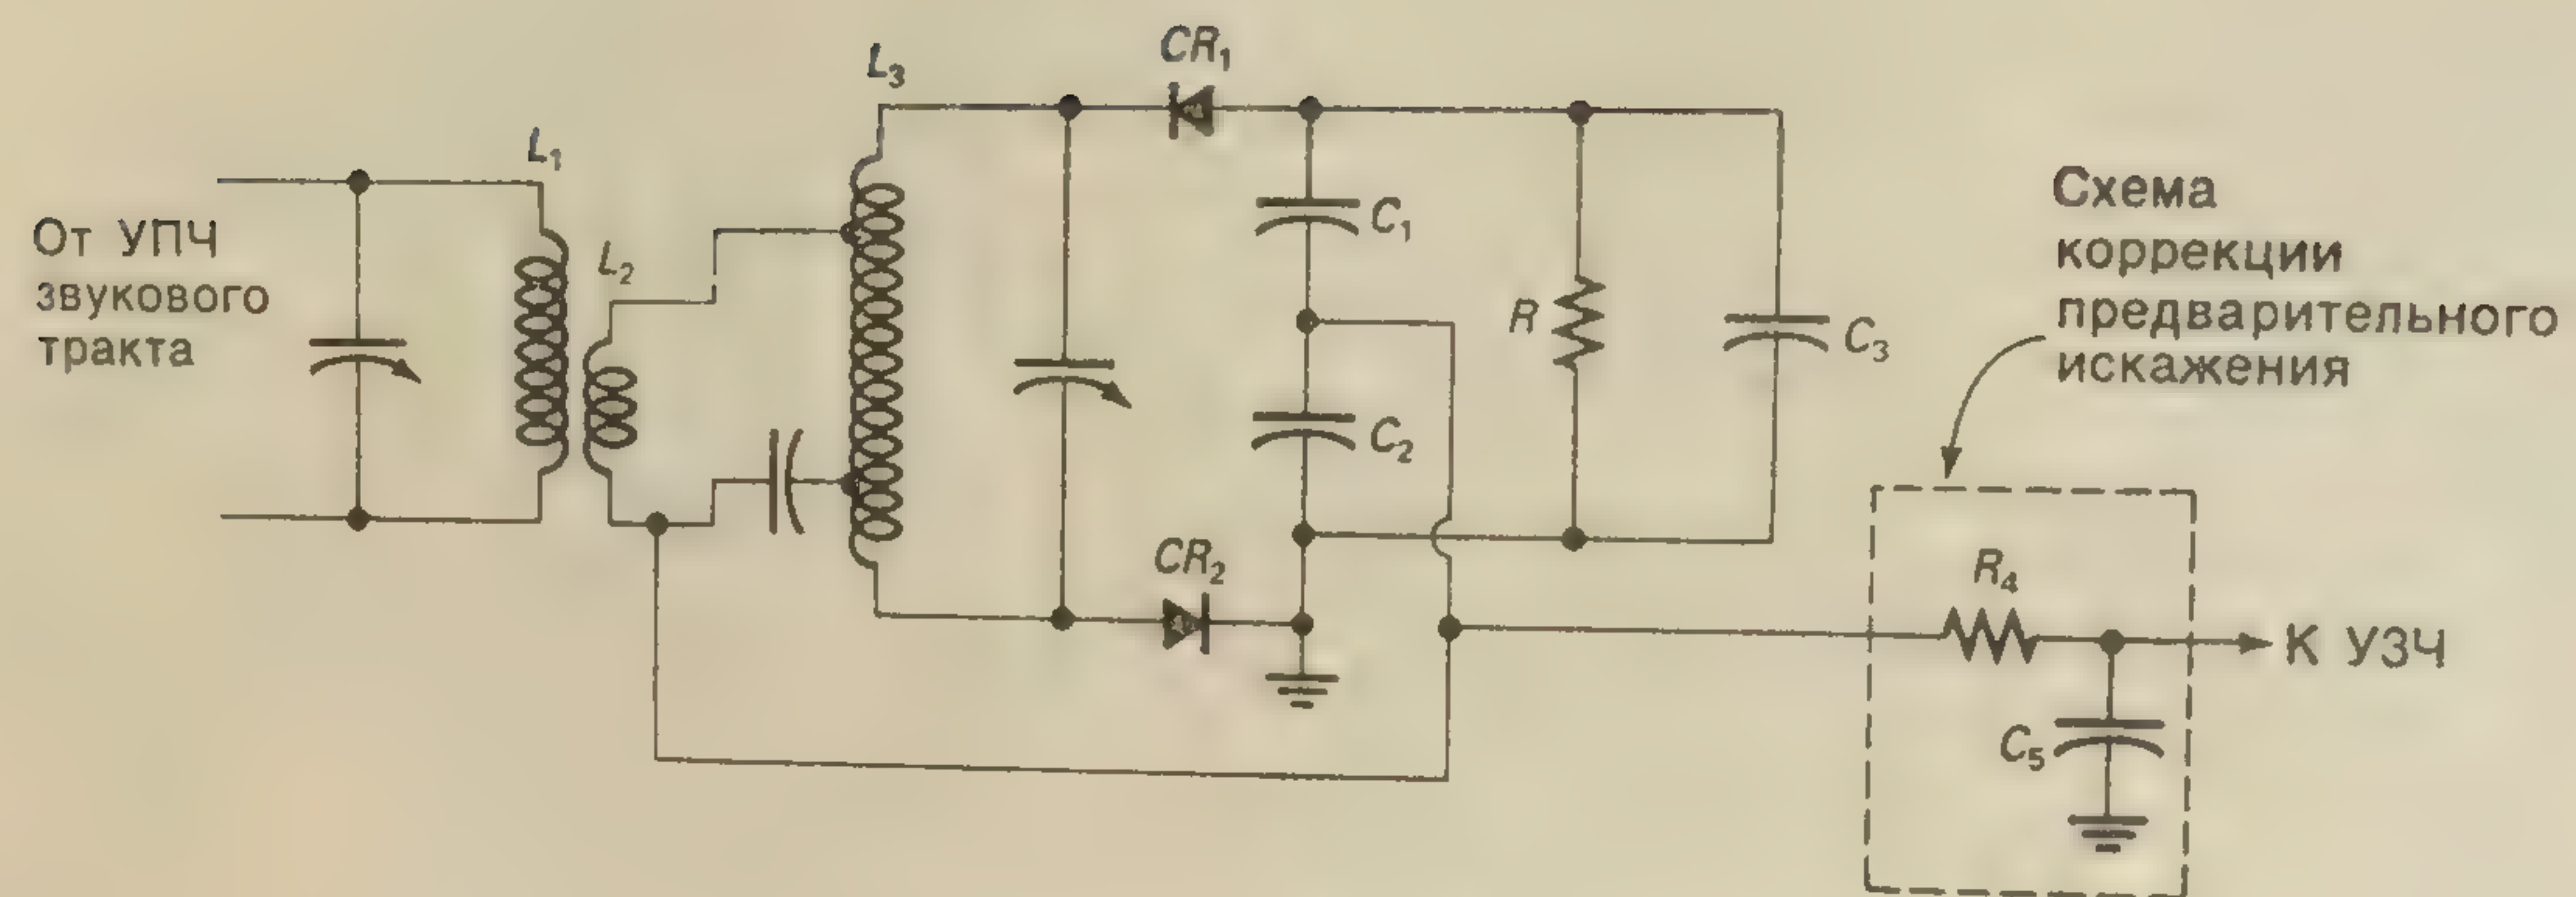 CR₁
L₃
L₁
От УПЧ
звукового
тракта
L₂
C₁
C₂
R
C₃
CR₂
Схема
коррекции
предварительного
искажения
R₄
C₅
К УЗЧ